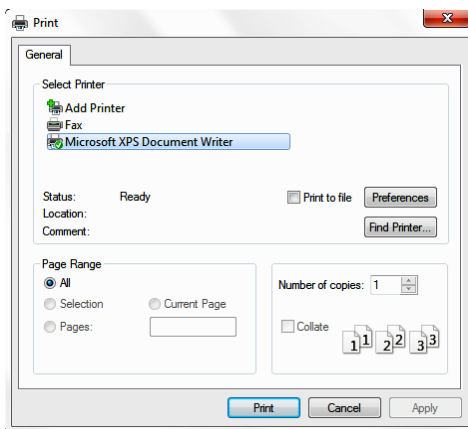 Print
General
Select Printer
Add Printer
Fax
Microsoft XPS Document Writer
Status: Ready
Print to file
Preferences
Location:
Comment:
Find Printer...
Page Range
All
Selection
Current Page
Pages:
Number of copies: 1
Collate
1 1 2 2 3 3
Print Cancel Apply